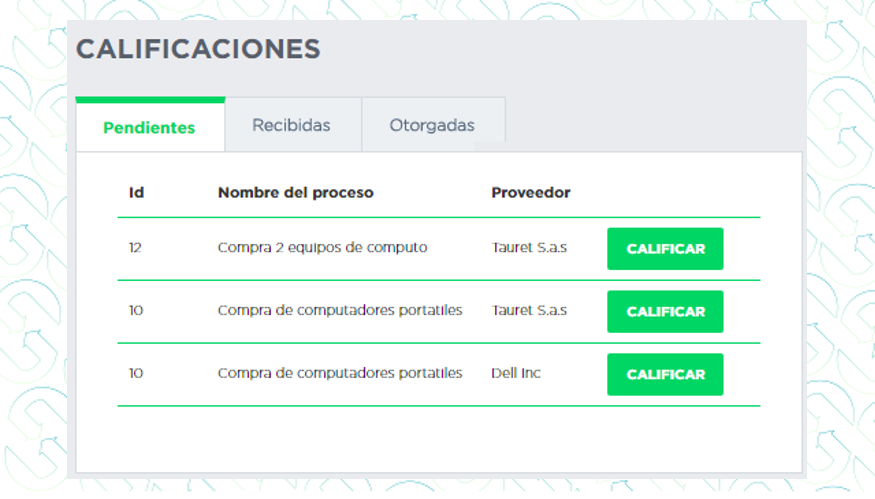 CALIFICACIONES
Pendientes Recibidas Otorgadas
Id Nombre del proceso Proveedor
12 Compra 2 equipos de computo Tauret S.a.s CALIFICAR
10 Compra de computadores portatiles Tauret S.a.s CALIFICAR
10 Compra de computadores portatiles Dell Inc CALIFICAR